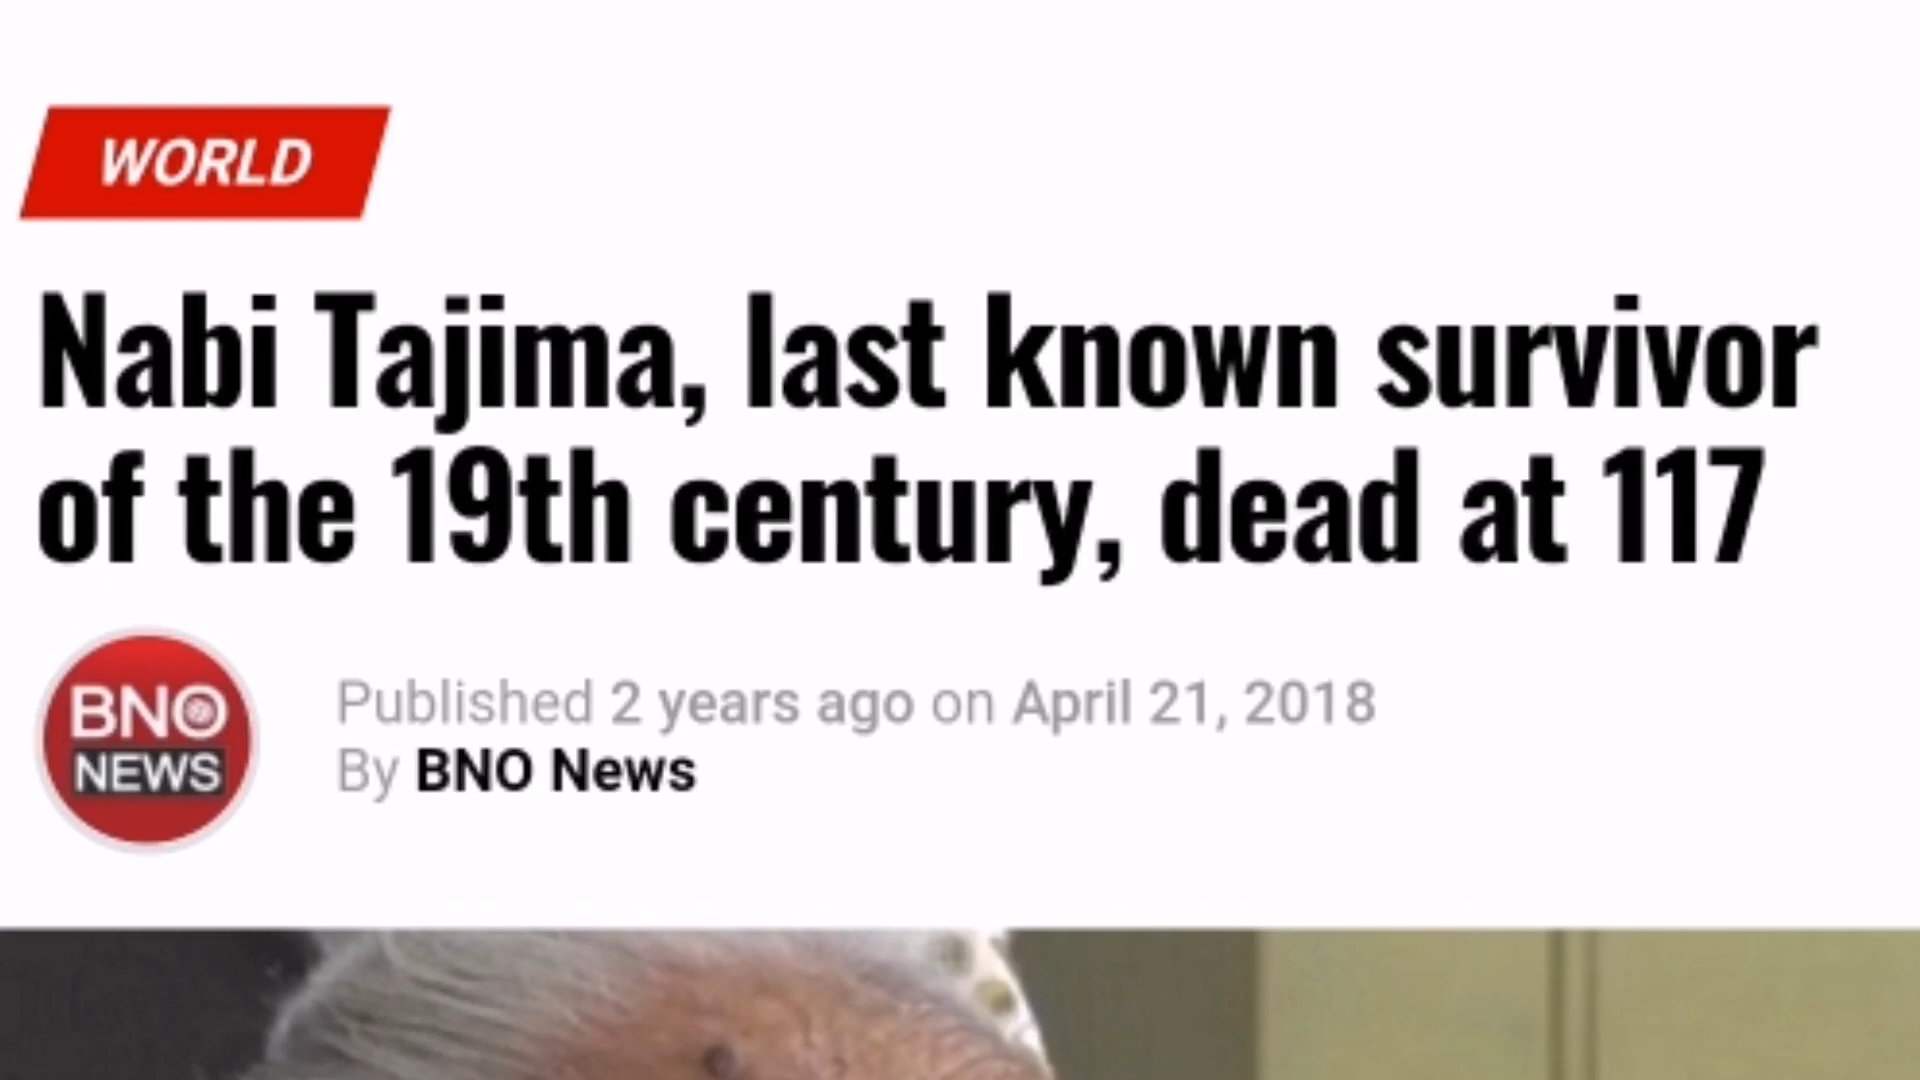 WORLD
Nabi Tajima, last known survivor
of the 19th century, dead at 117
BNO
NEWS
Published 2 years ago on April 21, 2018
By BNO News